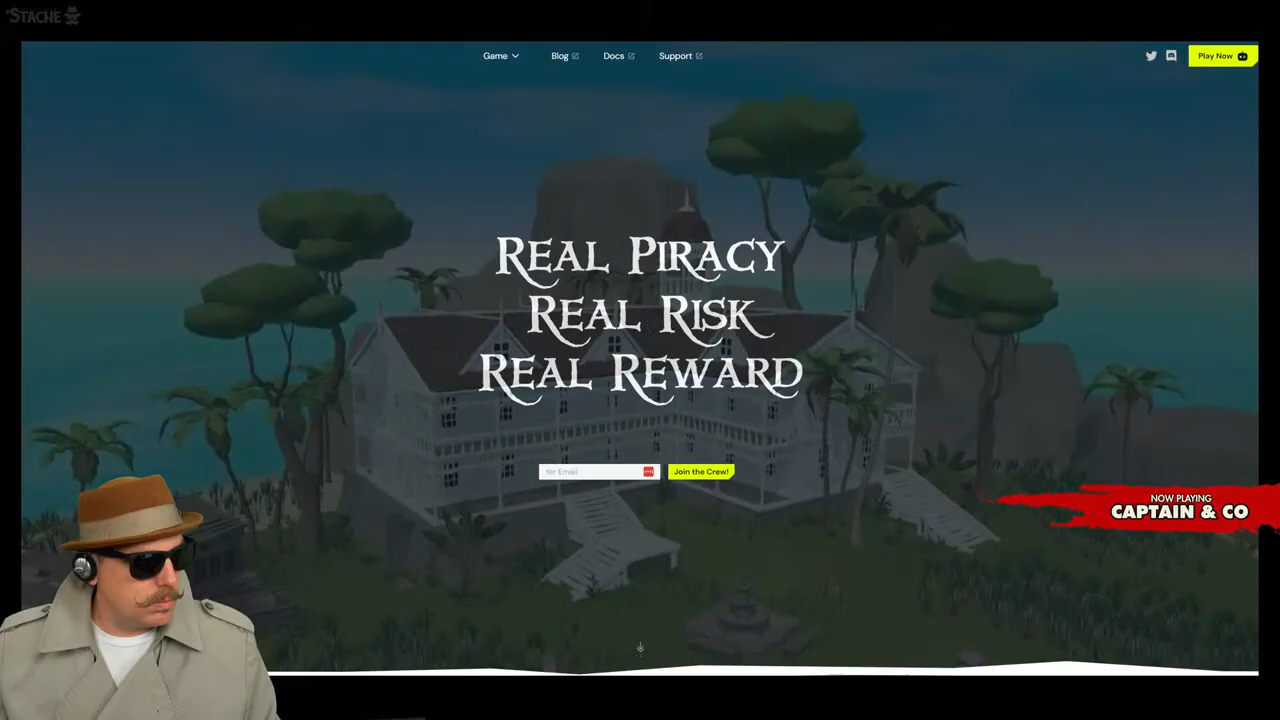 STACHE
Game
Blog
Docs
Support
Play Now
REAL PIRACY
REAL RISK
REAL REWARD
Yer Email
Join the Crew!
NOW PLAYING
CAPTAIN & CO